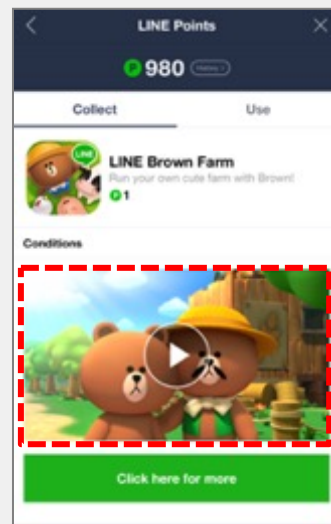 LINE Points
P 980
Collect
Use
LINE
LINE Brown Farm
Run your own cute farm with Brown!
P 1
Conditions
Click here for more